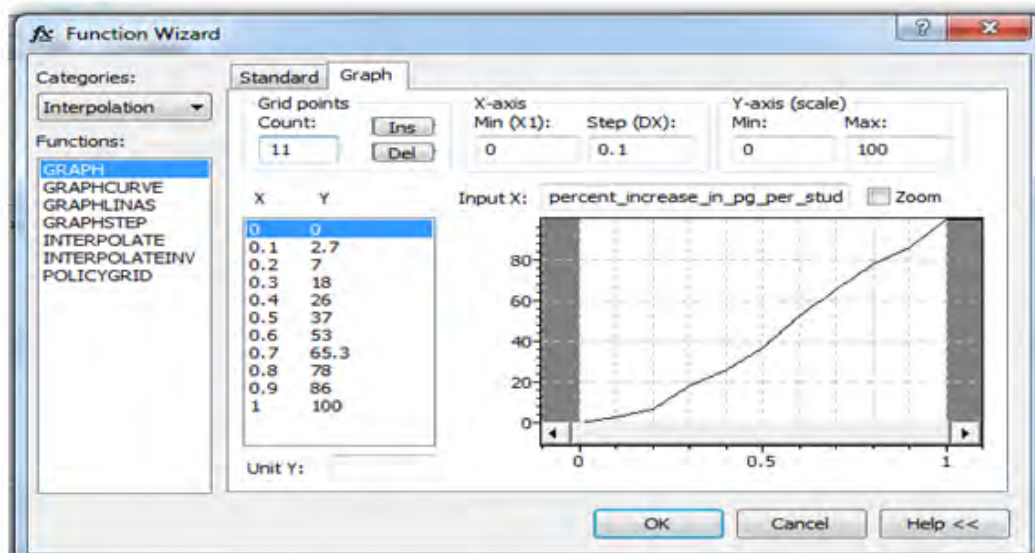 fx Function Wizard
Categories:
Interpolation
Functions:
GRAPH
GRAPHCURVE
GRAPHLINAS
GRAPHSTEP
INTERPOLATE
INTERPOLATEINV
POLICYGRID
Standard Graph
Grid points
Count:
11
Ins
Del
X-axis
Min (X1): Step (DX):
0 0.1
Y-axis (scale)
Min: Max:
0 100
X Y
0 0
0.1 2.7
0.2 7
0.3 18
0.4 26
0.5 37
0.6 53
0.7 65.3
0.8 78
0.9 86
1 100
Unit Y:
Input X: percent_increase_in_pg_per_stud Zoom
80
60
40
20
0
0 0.5 1
OK Cancel Help <<